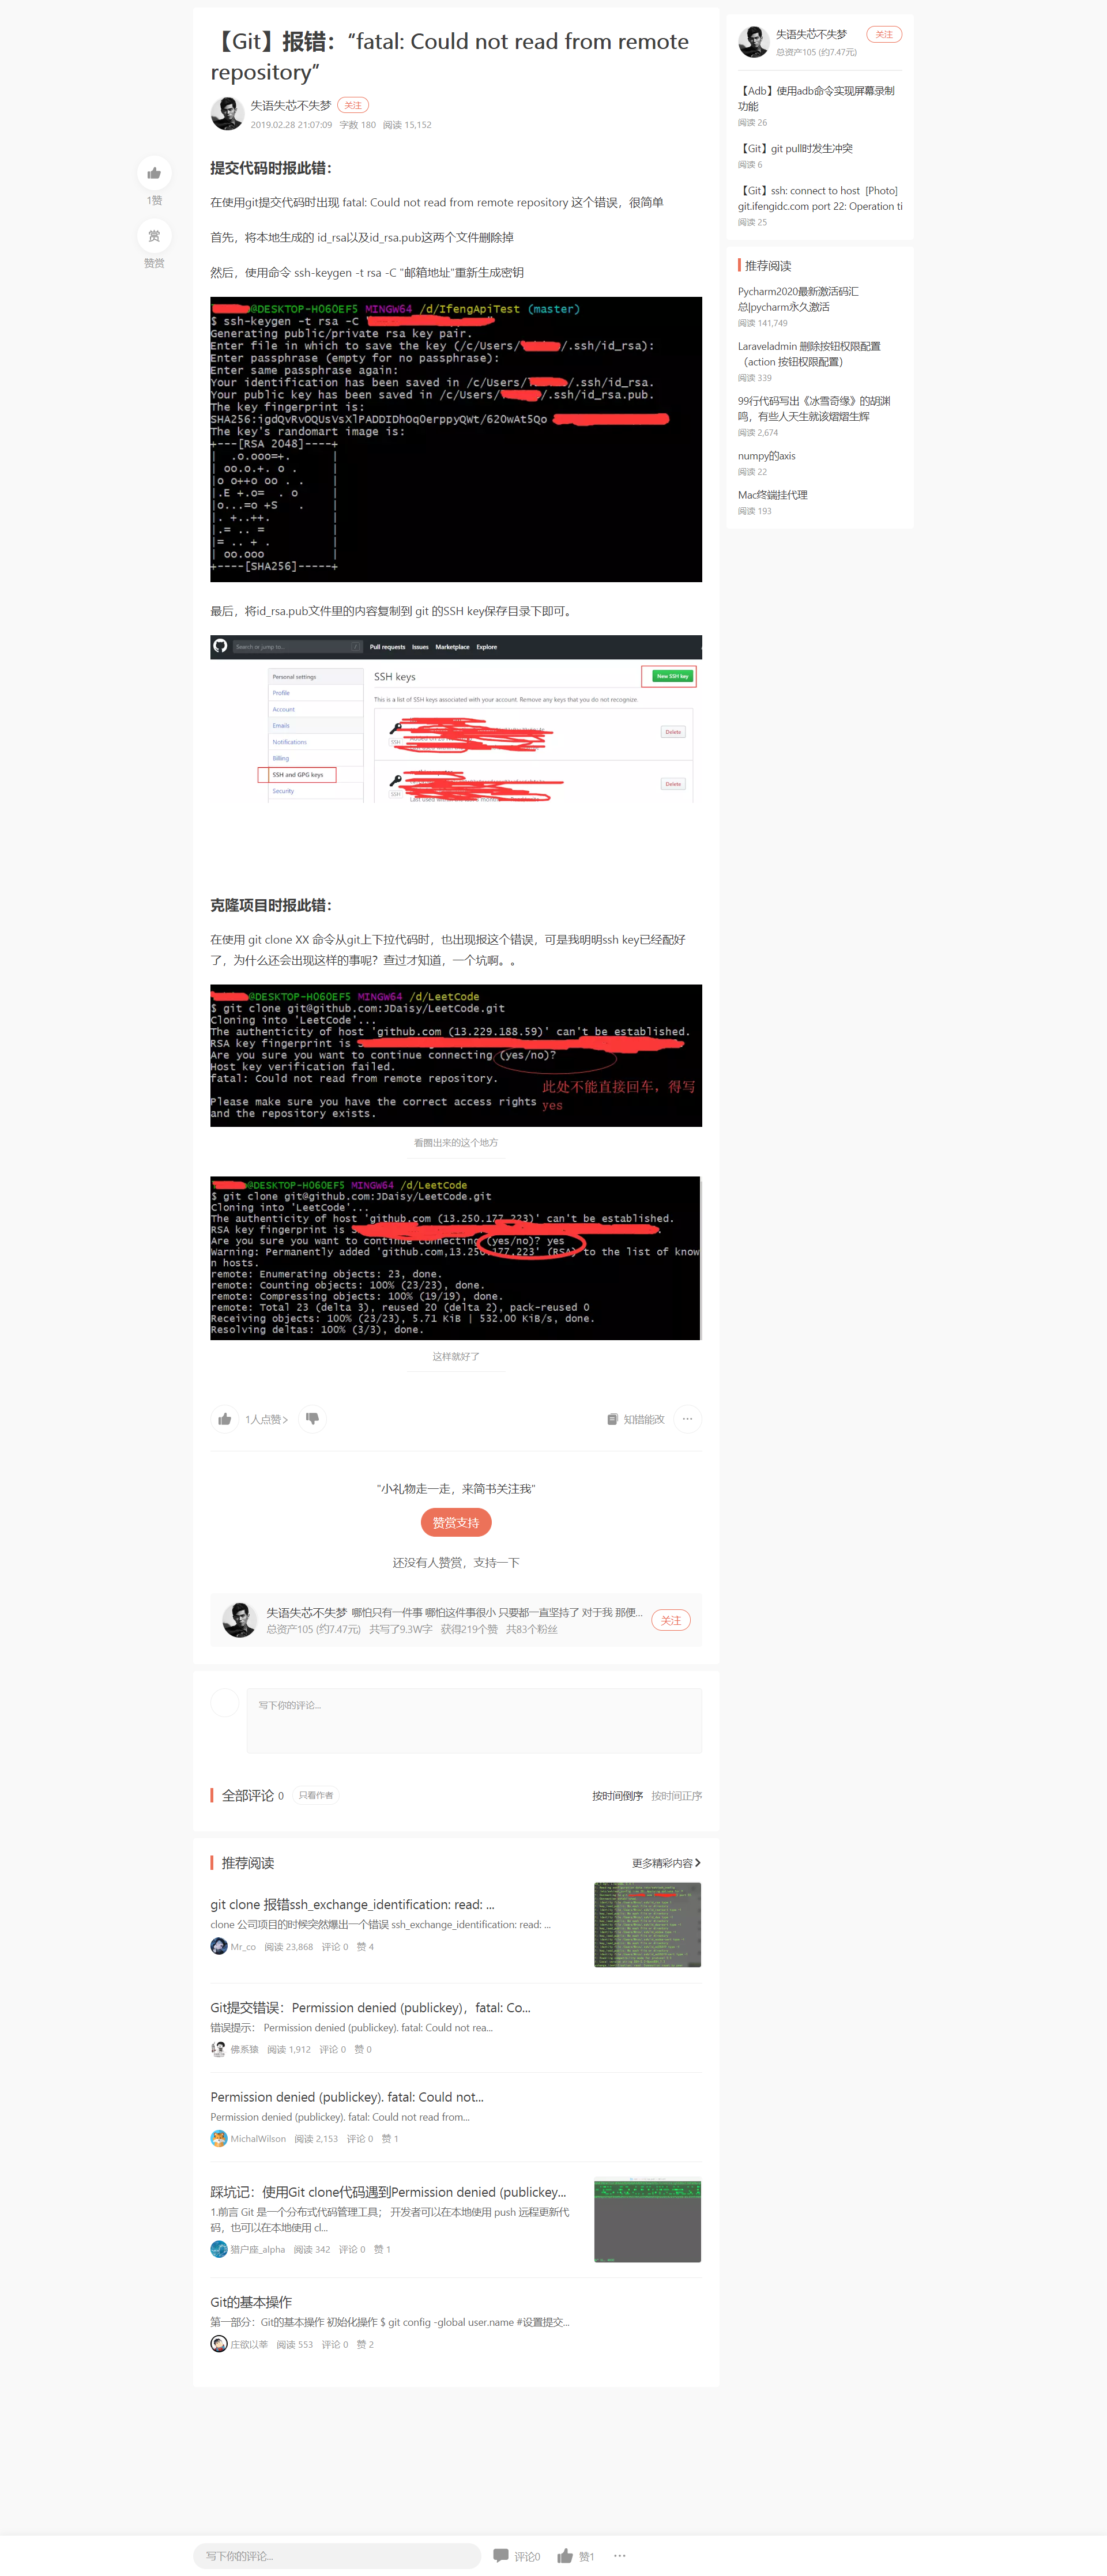 【Git】报错：“fatal: Could not read from remote
repository”
失语失芯不失梦 关注
2019.02.28 21:07:09 字数 180 阅读 15,152
1赞
赏
赞赏
提交代码时报此错：
在使用git提交代码时出现 fatal: Could not read from remote repository 这个错误，很简单
首先，将本地生成的 id_rsa以及id_rsa.pub这两个文件删除掉
然后，使用命令 ssh-keygen -t rsa -C "邮箱地址"重新生成密钥
@DESKTOP-H060EF5 MINGW64 /d/IfengApiTest (master)
$ ssh-keygen -t rsa -C "
Generating public/private rsa key pair.
Enter file in which to save the key (/c/Users/ /.ssh/id_rsa):
Enter passphrase (empty for no passphrase):
Enter same passphrase again:
Your identification has been saved in /c/Users/ /.ssh/id_rsa.
Your public key has been saved in /c/Users/ /.ssh/id_rsa.pub.
The key fingerprint is:
The key's randomart image is:
+---[RSA 2048]----+
| .o.ooo=+. |
| oo.o.+. o . |
|o o++o oo . . |
|.E +.o= . o |
|o...=o +S . |
|. +..++. |
|.= .. = |
|= .. + . |
| oo.ooo |
+----[SHA256]-----+
最后，将id_rsa.pub文件里的内容复制到 git 的SSH key保存目录下即可。
Search or jump to... / Pull requests Issues Marketplace Explore
Personal settings
Profile
Account
Emails
Notifications
Billing
SSH and GPG keys
Security
SSH keys New SSH key
This is a list of SSH keys associated with your account. Remove any keys that you do not recognize.
SSH Delete
SSH Delete
克隆项目时报此错：
在使用 git clone XX 命令从git上下拉代码时，也出现报这个错误，可是我明明ssh key已经配好
了，为什么还会出现这样的事呢？查过才知道，一个坑啊。。
@DESKTOP-H060EF5 MINGW64 /d/LeetCode
$ git clone git@github.com:JDaisy/LeetCode.git
Cloning into 'LeetCode'...
The authenticity of host 'github.com (13.229.188.59)' can't be established.
RSA key fingerprint is
Are you sure you want to continue connecting (yes/no)?
Host key verification failed.
fatal: Could not read from remote repository.
此处不能直接回车，得写
yes
Please make sure you have the correct access rights
and the repository exists.
看圈出来的这个地方
@DESKTOP-H060EF5 MINGW64 /d/LeetCode
$ git clone git@github.com:JDaisy/LeetCode.git
Cloning into 'LeetCode'...
The authenticity of host 'github.com (13.250.177.223)' can't be established.
RSA key fingerprint is
Are you sure you want to continue connecting (yes/no)? yes
Warning: Permanently added 'github.com,13.250.177.223' (RSA) to the list of know
n hosts.
remote: Enumerating objects: 23, done.
remote: Counting objects: 100% (23/23), done.
remote: Compressing objects: 100% (19/19), done.
remote: Total 23 (delta 3), reused 20 (delta 2), pack-reused 0
Receiving objects: 100% (23/23), 5.71 KiB | 532.00 KiB/s, done.
Resolving deltas: 100% (3/3), done.
这样就好了
1人点赞 > 知错能改 ...
"小礼物走一走，来简书关注我"
赞赏支持
还没有人赞赏，支持一下
失语失芯不失梦 哪怕只有一件事 哪怕这件事很小 只要都一直坚持了 对于我 那便...
总资产105 (约7.47元) 共写了9.3W字 获得219个赞 共83个粉丝
关注
写下你的评论...
全部评论 0 只看作者 按时间倒序 按时间正序
推荐阅读 更多精彩内容 >
git clone 报错ssh_exchange_identification: read: ...
clone 公司项目的时候突然爆出一个错误 ssh_exchange_identification: read: ...
Mr_co 阅读 23,868 评论 0 赞 4
Git提交错误：Permission denied (publickey)，fatal: Co...
错误提示： Permission denied (publickey). fatal: Could not rea...
佛系猿 阅读 1,912 评论 0 赞 0
Permission denied (publickey). fatal: Could not...
Permission denied (publickey). fatal: Could not read from...
MichalWilson 阅读 2,153 评论 0 赞 1
踩坑记：使用Git clone代码遇到Permission denied (publickey...
1.前言 Git 是一个分布式代码管理工具； 开发者可以在本地使用 push 远程更新代
码，也可以在本地使用 cl...
猎户座_alpha 阅读 342 评论 0 赞 1
Git的基本操作
第一部分：Git的基本操作 初始化操作 $ git config -global user.name #设置提交...
庄欲以莘 阅读 553 评论 0 赞 2
失语失芯不失梦 关注
总资产105 (约7.47元)
【Adb】使用adb命令实现屏幕录制
功能
阅读 26
【Git】git pull时发生冲突
阅读 6
【Git】ssh: connect to host [Photo]
git.ifengidc.com port 22: Operation ti
阅读 25
推荐阅读
Pycharm2020最新激活码汇
总|pycharm永久激活
阅读 141,749
Laraveladmin 删除按钮权限配置
（action 按钮权限配置）
阅读 339
99行代码写出《冰雪奇缘》的胡渊
鸣，有些人天生就该熠熠生辉
阅读 2,674
numpy的axis
阅读 22
Mac终端挂代理
阅读 193
写下你的评论... 评论0 赞1 ...